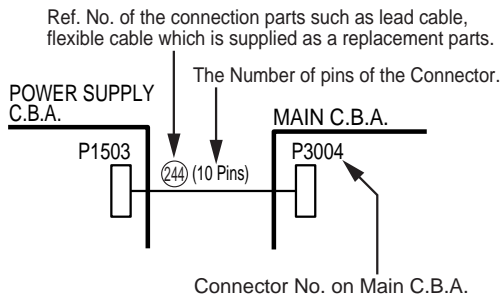 Ref. No. of the connection parts such as lead cable,
flexible cable which is supplied as a replacement parts.
The Number of pins of the Connector.
POWER SUPPLY
C.B.A.
MAIN C.B.A.
P1503
244 (10 Pins)
P3004
Connector No. on Main C.B.A.